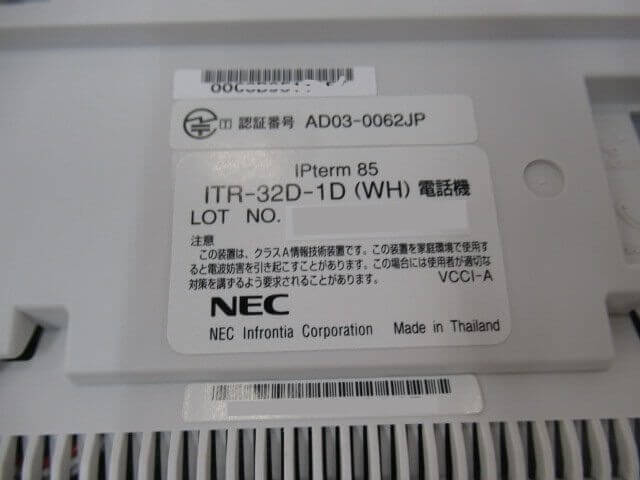 認証番号 AD03-0062JP
iPterm 85
ITR-32D-1D (WH) 電話機
LOT NO.
注意
この装置は、クラスA情報技術装置です。この装置を家庭環境で使用す
ると電波妨害を引き起こすことがあります。この場合には使用者が適切な
対策を講ずるよう要求されることがあります。
VCCI-A
NEC
NEC Infrontia Corporation Made in Thailand